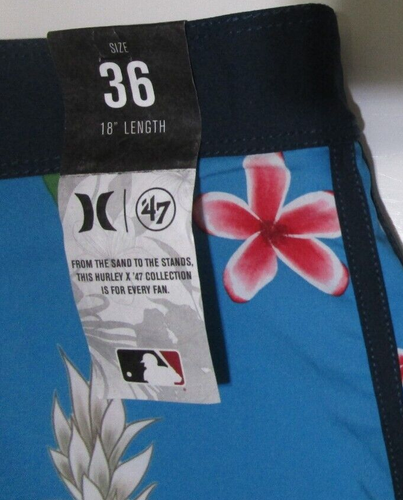 SIZE
36
18" LENGTH
47
FROM THE SAND TO THE STANDS,
THIS HURLEY X '47 COLLECTION
IS FOR EVERY FAN.